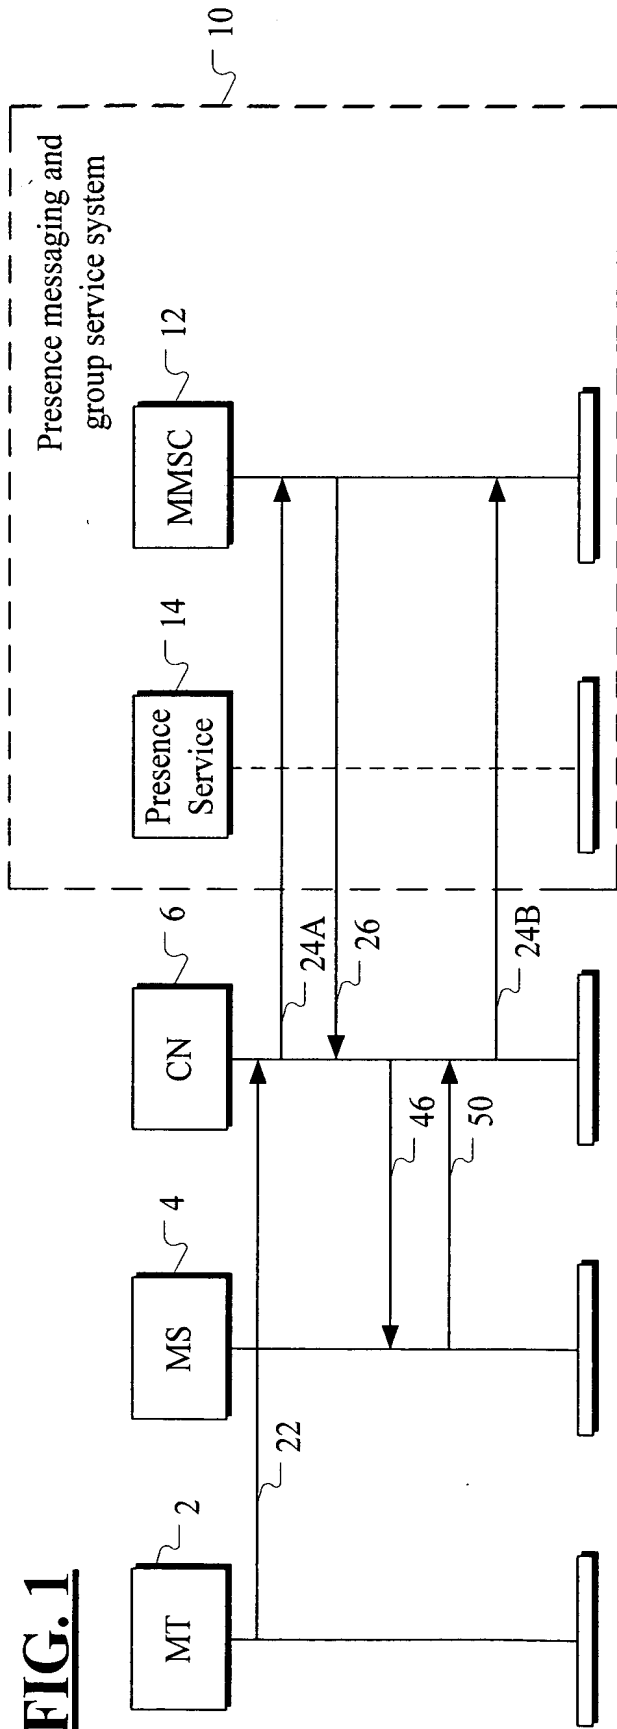 FIG. 1
Presence messaging and
group service system
10
MT
2
MS
4
CN
6
Presence
Service
14
MMSC
12
22
24A
26
46
50
24B